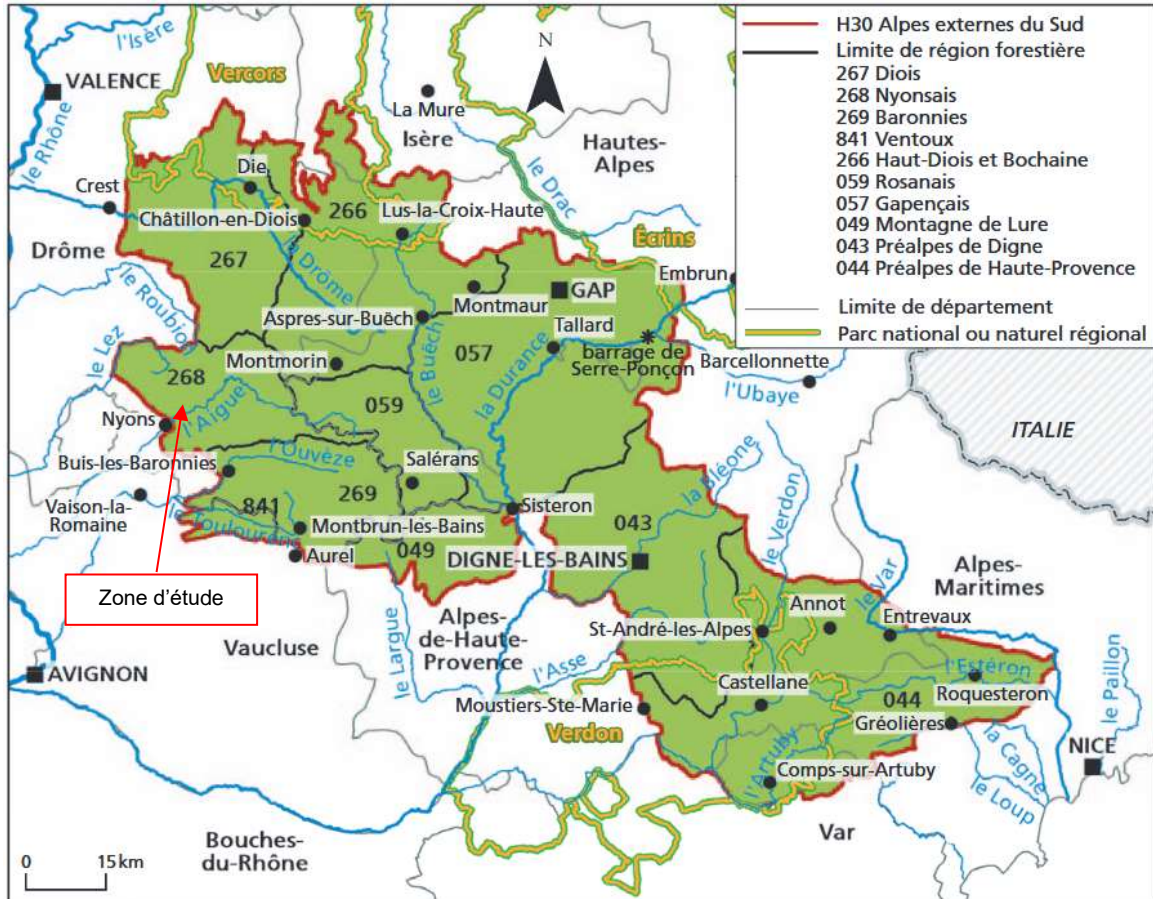 l'Isère
VALENCE
Vercors
le Rhône
La Mure
Isère
N
Hautes-
Alpes
le Drac
Die
Crest
Châtillon-en-Diois
266
Lus-la-Croix-Haute
Drôme
267
la Drôme
Écrins
Embrun
le Roubion
Montmaur
GAP
Aspres-sur-Buëch
Tallard
le Lez
Montmorin
le Buëch
057
la Durance
barrage de
Serre-Ponçon
Barcellonnette
l'Ubaye
268
059
Nyons
l'Aigues
ITALIE
l'Ouvèze
Buis-les-Baronnies
Salérans
la Bléone
269
841
Vaison-la-
Romaine
le Toulourenc
Montbrun-les-Bains
Sisteron
043
le Verdon
Aurel
049
DIGNE-LES-BAINS
Zone d'étude
Alpes-
Maritimes
le Var
Annot
Entrevaux
Alpes-
de-Haute-
Provence
St-André-les-Alpes
Vaucluse
le Largue
l'Asse
l'Estéron
AVIGNON
Castellane
Roquesteron
le Paillon
Moustiers-Ste-Marie
044
Verdon
Gréolières
NICE
la Cagne
l'Artuby
Comps-sur-Artuby
le Loup
Bouches-
du-Rhône
Var
0 15 km
H30 Alpes externes du Sud
Limite de région forestière
267 Diois
268 Nyonsais
269 Baronnies
841 Ventoux
266 Haut-Diois et Bochaine
059 Rosanais
057 Gapençais
049 Montagne de Lure
043 Préalpes de Digne
044 Préalpes de Haute-Provence
Limite de département
Parc national ou naturel régional